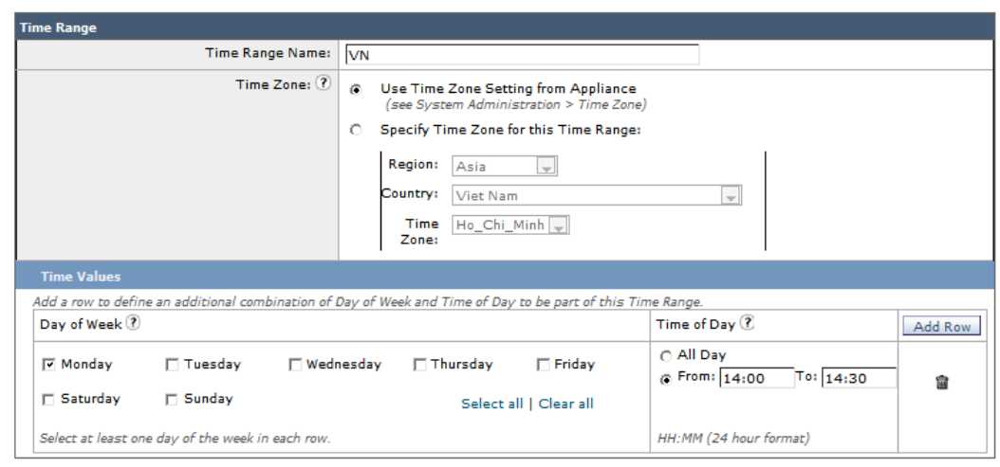 Time Range
Time Range Name: VN
Time Zone: ? Use Time Zone Setting from Appliance
(see System Administration > Time Zone)
Specify Time Zone for this Time Range:
Region: Asia
Country: Viet Nam
Time Zone: Ho_Chi_Minh
Time Values
Add a row to define an additional combination of Day of Week and Time of Day to be part of this Time Range.
Day of Week ? Time of Day ? Add Row
Monday Tuesday Wednesday Thursday Friday All Day
From: 14:00 To: 14:30
Saturday Sunday Select all | Clear all
Select at least one day of the week in each row. HH:MM (24 hour format)